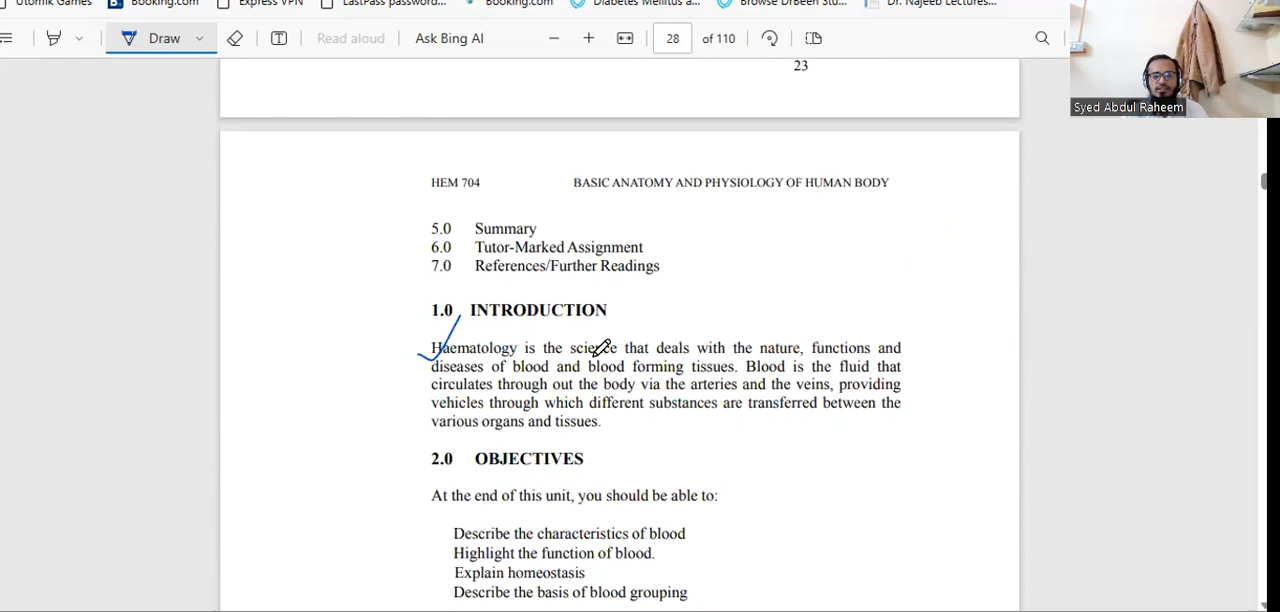 Utomik Games
Booking.com
Express VPN
LastPass password...
Booking.com
Diabetes Mellitus a...
Browse DrBeen Stu...
Dr. Najeeb Lectures...
Draw
Read aloud
Ask Bing AI
28
of 110
23
Syed Abdul Raheem
HEM 704 BASIC ANATOMY AND PHYSIOLOGY OF HUMAN BODY
5.0 Summary
6.0 Tutor-Marked Assignment
7.0 References/Further Readings
1.0 INTRODUCTION
Haematology is the science that deals with the nature, functions and
diseases of blood and blood forming tissues. Blood is the fluid that
circulates through out the body via the arteries and the veins, providing
vehicles through which different substances are transferred between the
various organs and tissues.
2.0 OBJECTIVES
At the end of this unit, you should be able to:
Describe the characteristics of blood
Highlight the function of blood.
Explain homeostasis
Describe the basis of blood grouping